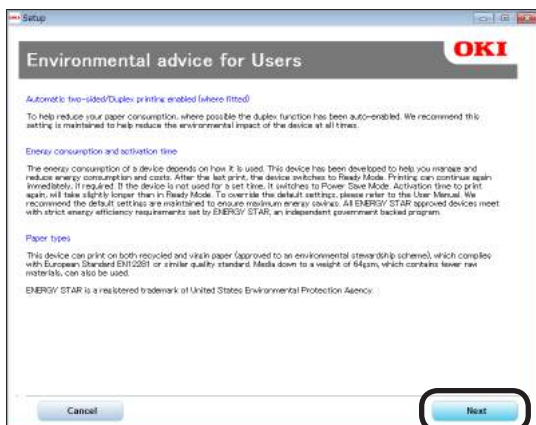 Setup
OKI
Environmental advice for Users
Automatic two-sided/Duplex printing enabled (where fitted)
To help reduce your paper consumption, where possible the duplex function has been auto-enabled. We recommend this
setting is maintained to help reduce the environmental impact of the device at all times.
Energy consumption and activation time
The energy consumption of a device depends on how it is used. This device has been developed to help you manage and
reduce energy consumption and costs. After the last print, the device switches to Ready Mode. Printing can continue again
immediately, if required. If the device is not used for a set time, it switches to Power Save Mode. Activation time to print
again, will take slightly longer than in Ready Mode. To override the default settings, please refer to the User Manual. We
recommend the default settings are maintained to ensure maximum energy savings. All ENERGY STAR approved devices meet
with strict energy efficiency requirements set by ENERGY STAR, an independent government backed program.
Paper types
This device can print on both recycled and virgin paper (approved to an environmental stewardship scheme), which complies
with European Standard EN12281 or similar quality standard. Media down to a weight of 64gsm, which contains fewer raw
materials, can also be used.
ENERGY STAR is a registered trademark of United States Environmental Protection Agency.
Cancel
Next